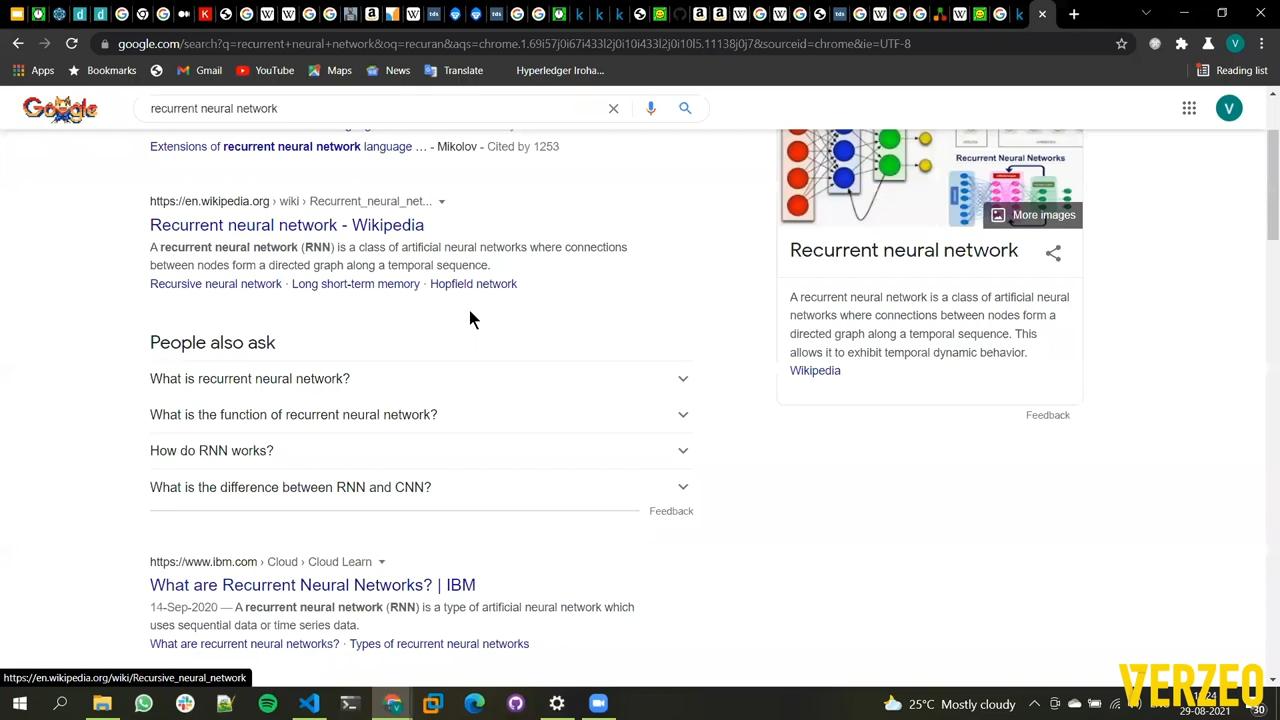 google.com/search?q=recurrent+neural+network&oq=recuran&aqs=chrome.1.69i57j0i67i433l2j0i10i433l2j0i10l5.11138j0j7&sourceid=chrome&ie=UTF-8
V
Apps
Bookmarks
Gmail
YouTube
Maps
News
Translate
Hyperledger Iroha...
Reading list
Google
recurrent neural network
V
Extensions of recurrent neural network language ... - Mikolov - Cited by 1253
https://en.wikipedia.org › wiki › Recurrent_neural_net...
Recurrent neural network - Wikipedia
A recurrent neural network (RNN) is a class of artificial neural networks where connections
between nodes form a directed graph along a temporal sequence.
Recursive neural network · Long short-term memory · Hopfield network
People also ask
What is recurrent neural network?
What is the function of recurrent neural network?
How do RNN works?
What is the difference between RNN and CNN?
Feedback
https://www.ibm.com › Cloud › Cloud Learn
What are Recurrent Neural Networks? | IBM
14-Sep-2020 — A recurrent neural network (RNN) is a type of artificial neural network which
uses sequential data or time series data.
What are recurrent neural networks? · Types of recurrent neural networks
Recurrent Neural Networks
More images
Recurrent neural network
A recurrent neural network is a class of artificial neural
networks where connections between nodes form a
directed graph along a temporal sequence. This
allows it to exhibit temporal dynamic behavior.
Wikipedia
Feedback
https://en.wikipedia.org/wiki/Recursive_neural_network
25°C Mostly cloudy
29-08-2021
30
VERZEO